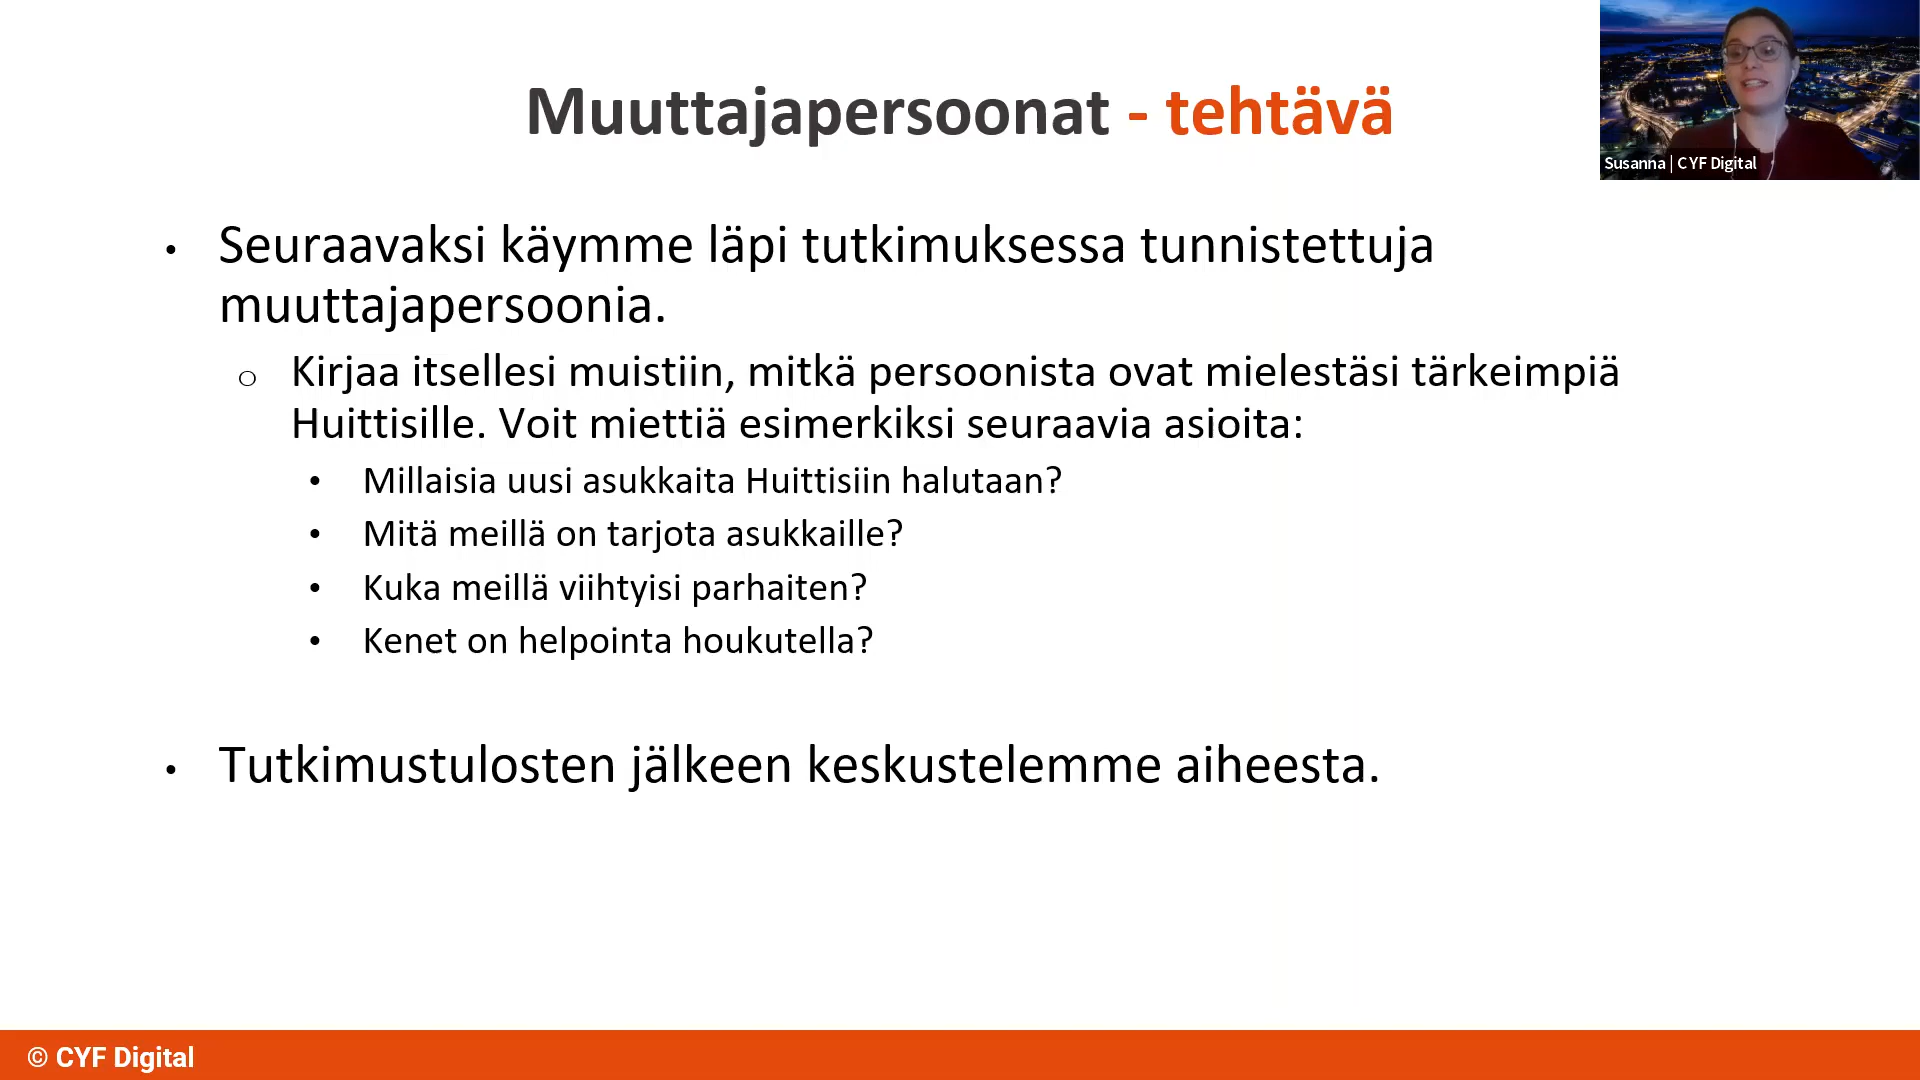 Muuttajapersoonat - tehtävä
Susanna | CYF Digital
• Seuraavaksi käymme läpi tutkimuksessa tunnistettuja
muuttajapersoonia.
o Kirjaa itsellesi muistiin, mitkä persoonista ovat mielestäsi tärkeimpiä
Huittisille. Voit miettiä esimerkiksi seuraavia asioita:
• Millaisia uusi asukkaita Huittisiin halutaan?
• Mitä meillä on tarjota asukkaille?
• Kuka meillä viihtyisi parhaiten?
• Kenet on helpointa houkutella?
• Tutkimustulosten jälkeen keskustelemme aiheesta.
© CYF Digital